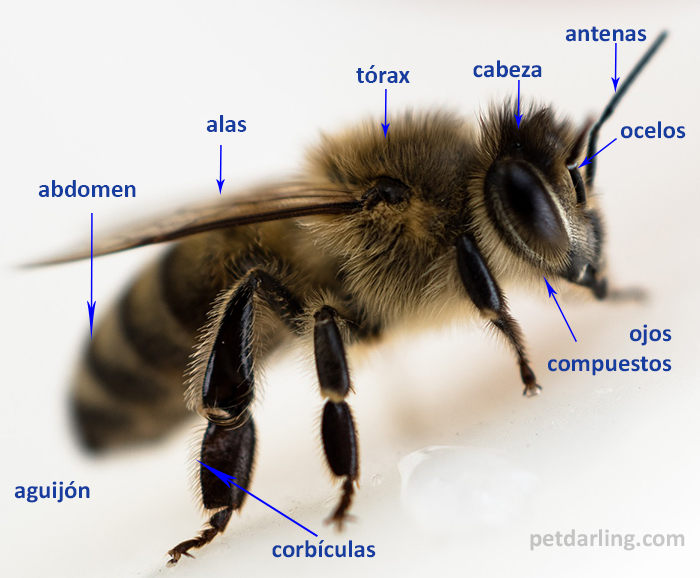 antenas
cabeza
tórax
ocelos
alas
abdomen
ojos
compuestos
aguijón
corbículas
petdarling.com